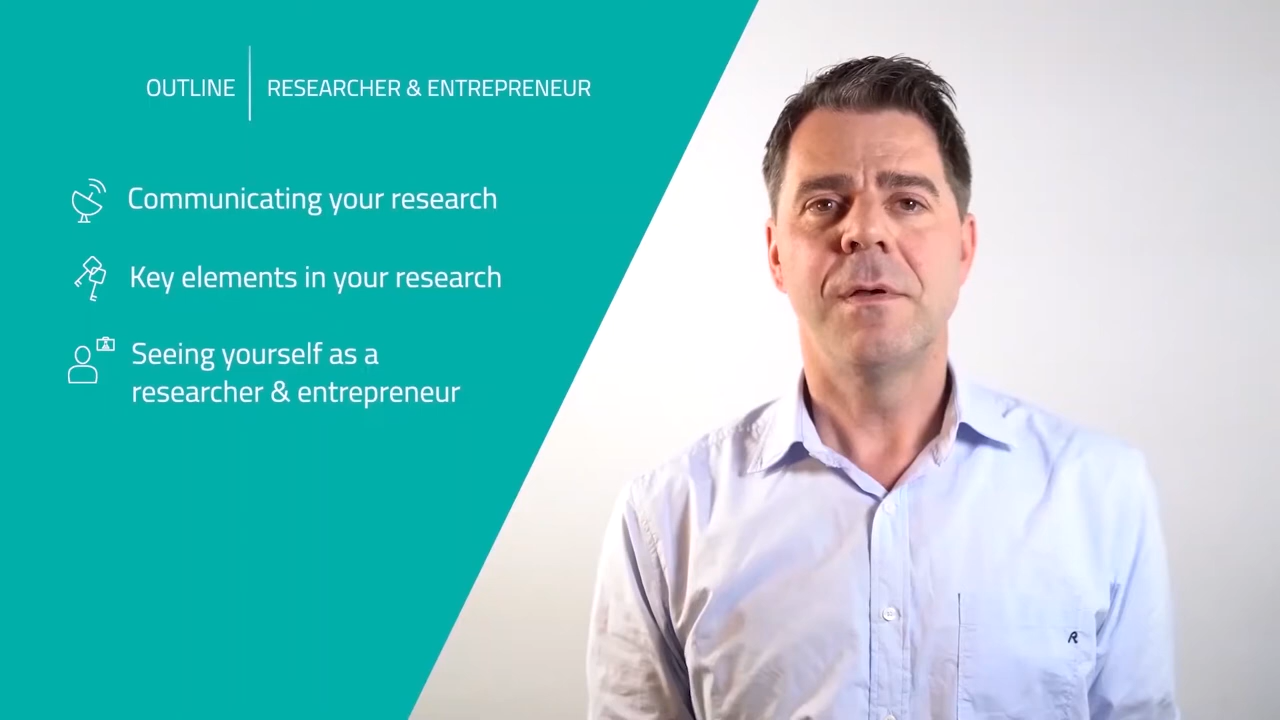 OUTLINE | RESEARCHER & ENTREPRENEUR
Communicating your research
Key elements in your research
Seeing yourself as a
researcher & entrepreneur
R